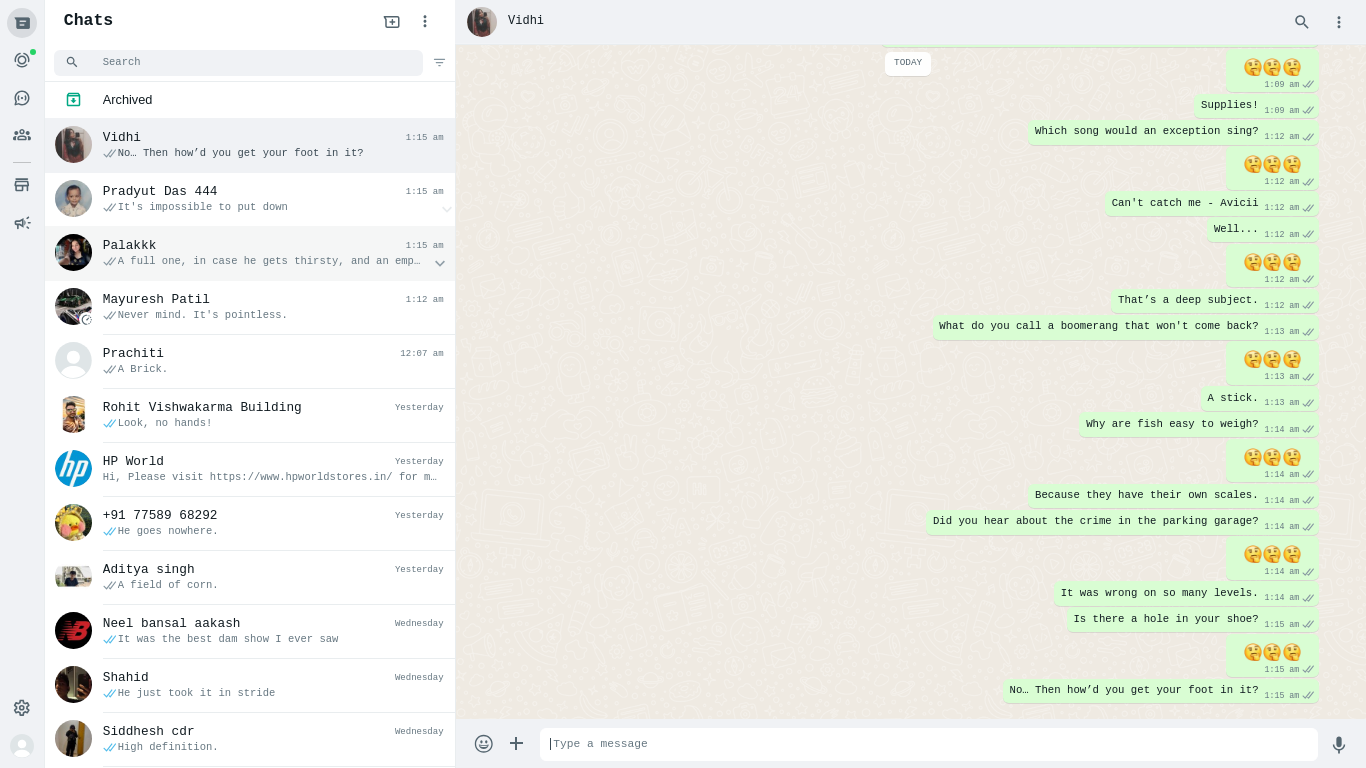 Chats
Search
Archived
Vidhi 1:15 am
No… Then how’d you get your foot in it?
Pradyut Das 444 1:15 am
It's impossible to put down
Palakkk 1:15 am
A full one, in case he gets thirsty, and an emp…
Mayuresh Patil 1:12 am
Never mind. It's pointless.
Prachiti 12:07 am
A Brick.
Rohit Vishwakarma Building Yesterday
Look, no hands!
hp
HP World Yesterday
Hi, Please visit https://www.hpworldstores.in/ for m…
+91 77589 68292 Yesterday
He goes nowhere.
Aditya singh Yesterday
A field of corn.
Neel bansal aakash Wednesday
It was the best dam show I ever saw
Shahid Wednesday
He just took it in stride
Siddhesh cdr Wednesday
High definition.
Vidhi
TODAY
1:09 am
Supplies! 1:09 am
Which song would an exception sing? 1:12 am
1:12 am
Can't catch me - Avicii 1:12 am
Well... 1:12 am
1:12 am
That’s a deep subject. 1:12 am
What do you call a boomerang that won't come back? 1:13 am
1:13 am
A stick. 1:13 am
Why are fish easy to weigh? 1:14 am
1:14 am
Because they have their own scales. 1:14 am
Did you hear about the crime in the parking garage? 1:14 am
1:14 am
It was wrong on so many levels. 1:14 am
Is there a hole in your shoe? 1:15 am
1:15 am
No… Then how’d you get your foot in it? 1:15 am
Type a message